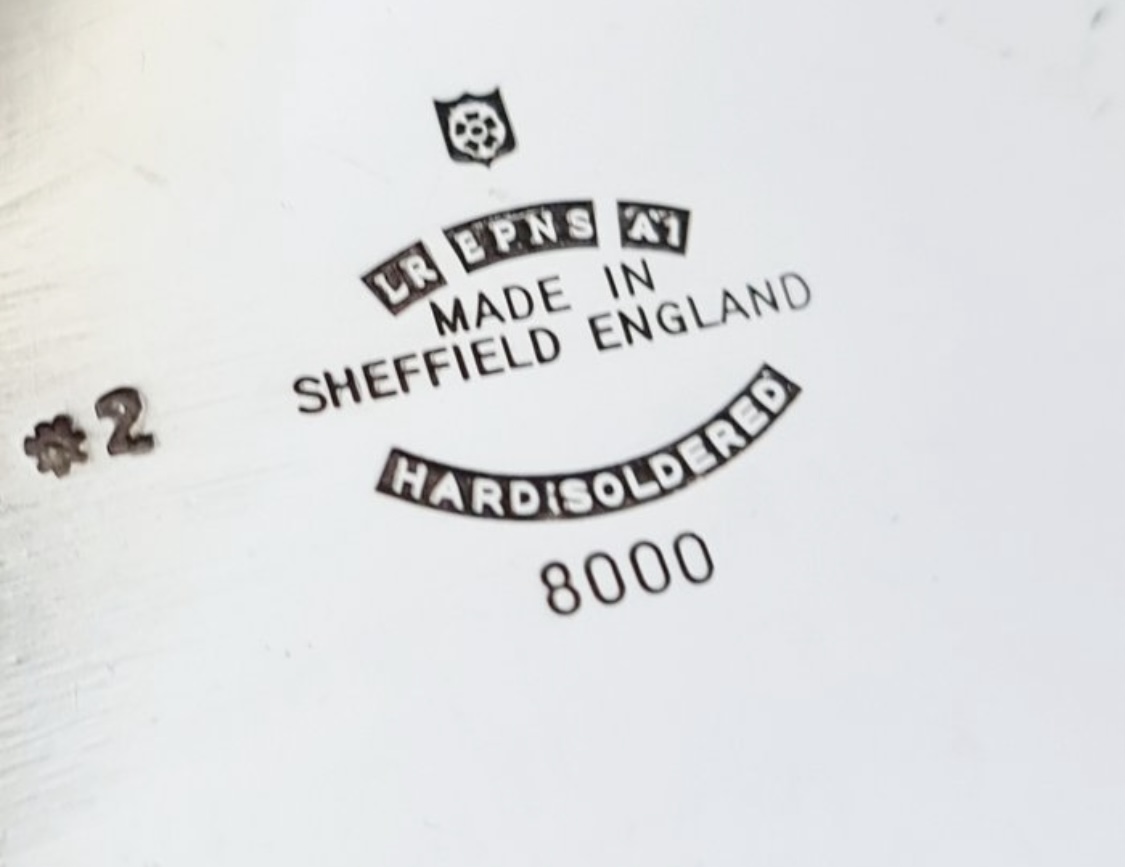 LR EPNS A1
MADE IN
SHEFFIELD ENGLAND
#2
HARD SOLDERED
8000